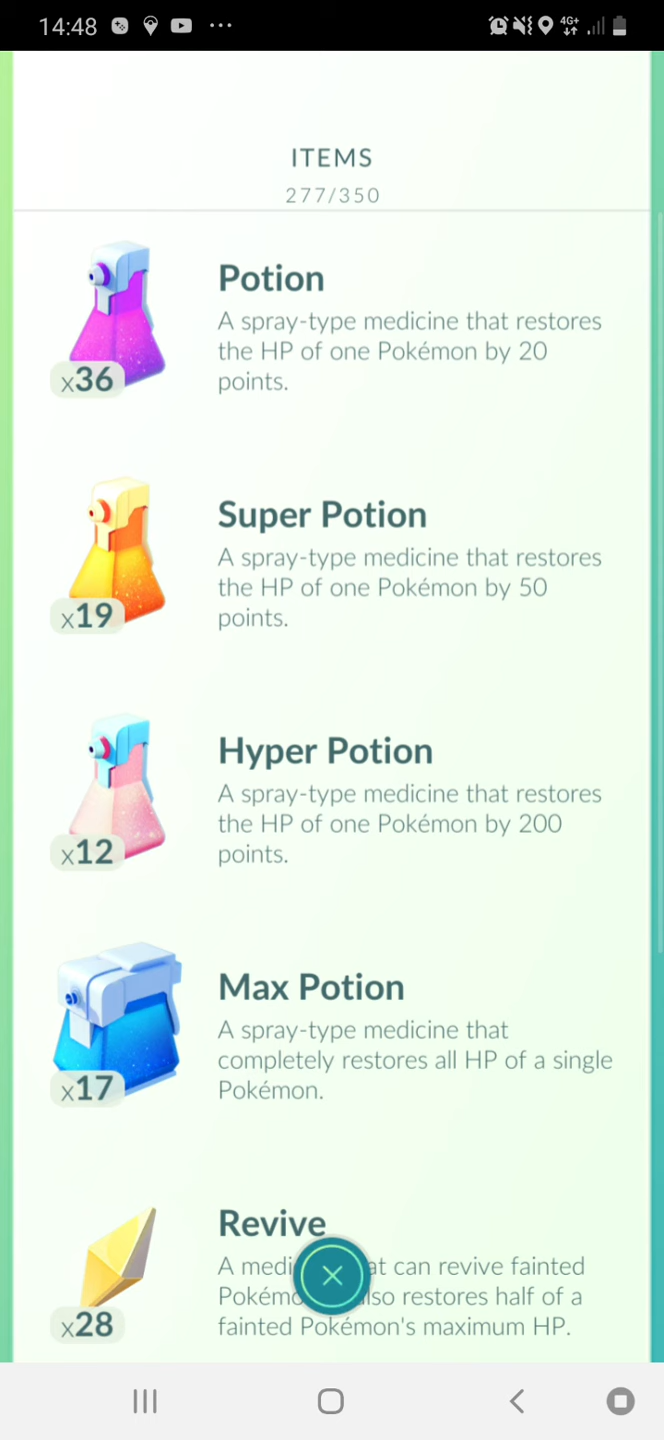 14:48
4G+
ITEMS
277/350
Potion
A spray-type medicine that restores
the HP of one Pokémon by 20
points.
x36
Super Potion
A spray-type medicine that restores
the HP of one Pokémon by 50
points.
x19
Hyper Potion
A spray-type medicine that restores
the HP of one Pokémon by 200
points.
x12
Max Potion
A spray-type medicine that
completely restores all HP of a single
Pokémon.
x17
Revive
A medi at can revive fainted
Pokémo lso restores half of a
fainted Pokémon's maximum HP.
x28